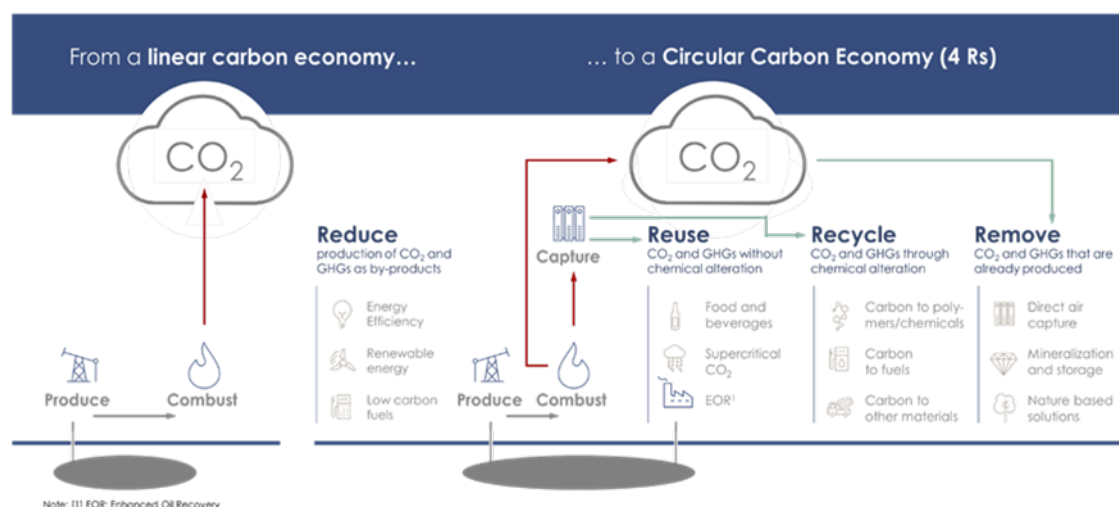 From a linear carbon economy...
... to a Circular Carbon Economy (4 Rs)
CO2
CO2
Produce
Combust
Reduce
production of CO2 and
GHGs as by-products
Energy
Efficiency
Renewable
energy
Low carbon
fuels
Produce
Combust
Capture
Reuse
CO2 and GHGs without
chemical alteration
Food and
beverages
Supercritical
CO2
EOR1
Recycle
CO2 and GHGs through
chemical alteration
Carbon to poly-
mers/chemicals
Carbon
to fuels
Carbon to
other materials
Remove
CO2 and GHGs that are
already produced
Direct air
capture
Mineralization
and storage
Nature based
solutions
Note: [1] EOR: Enhanced Oil Recovery